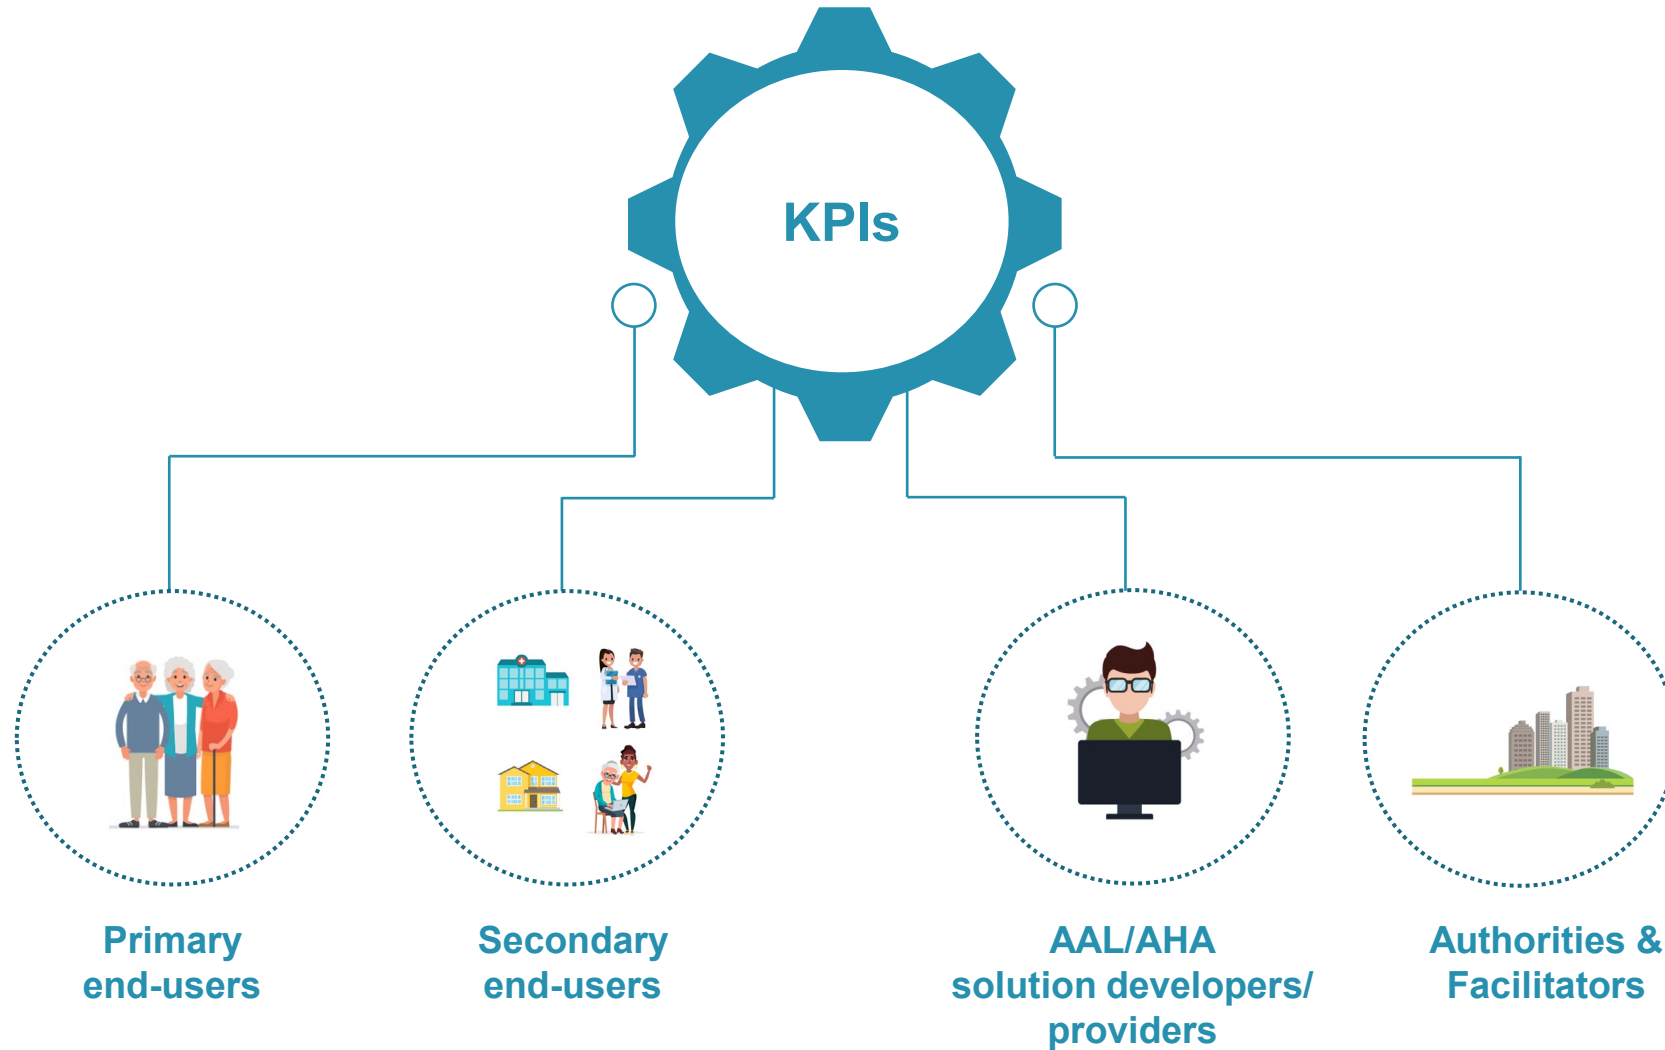 KPIs
Primary
end-users
Secondary
end-users
AAL/AHA
solution developers/
providers
Authorities &
Facilitators